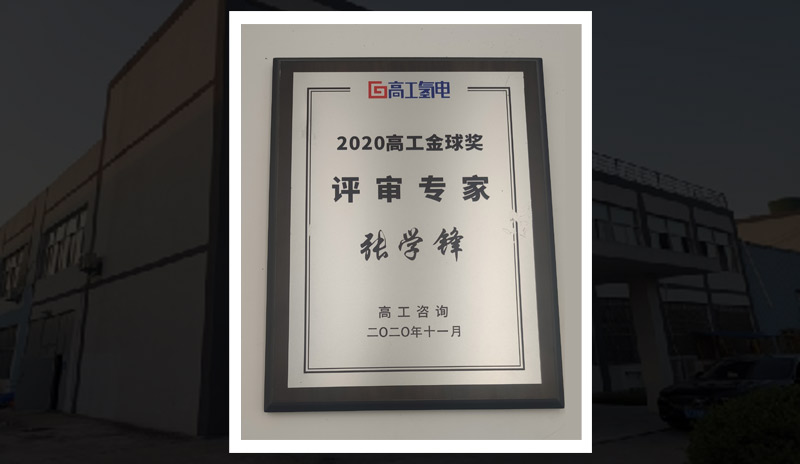 高工氢电
2020高工金球奖
评审专家
张学锋
高工咨询
二〇二〇年十一月